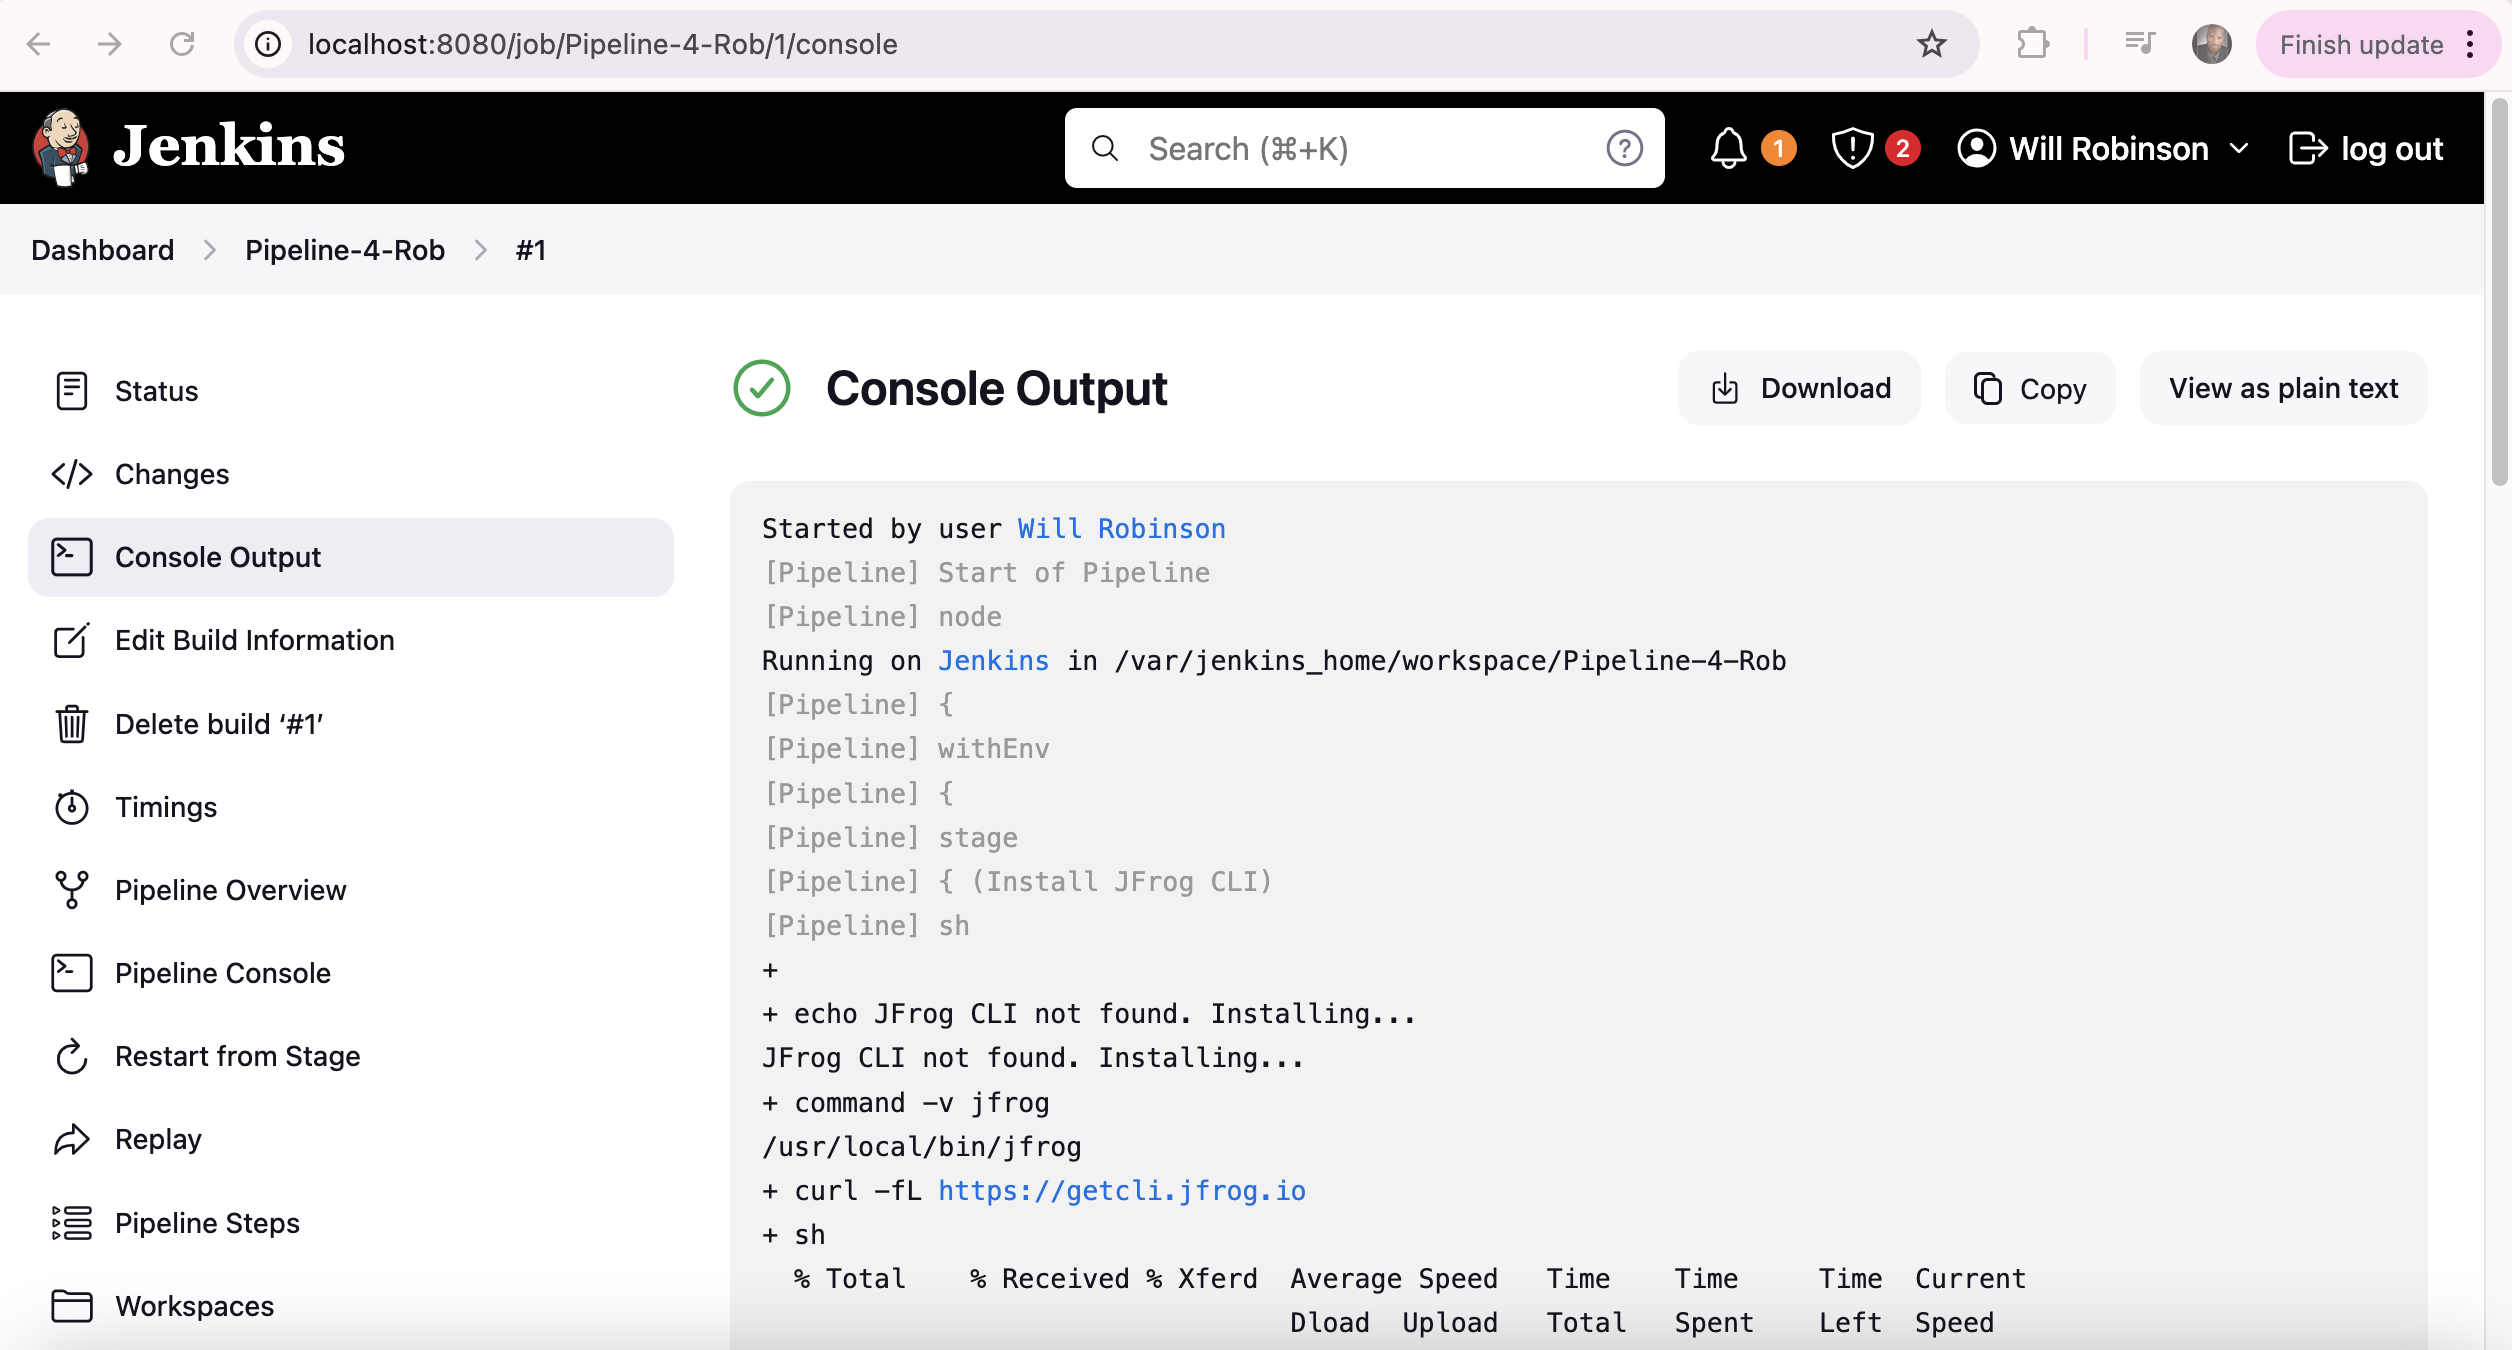 localhost:8080/job/Pipeline-4-Rob/1/console
Finish update
Jenkins
Search (⌘+K)
?
1
2
Will Robinson
log out
Dashboard
Pipeline-4-Rob
#1
Status
Changes
Console Output
Edit Build Information
Delete build ‘#1’
Timings
Pipeline Overview
Pipeline Console
Restart from Stage
Replay
Pipeline Steps
Workspaces
Console Output
Download
Copy
View as plain text
Started by user Will Robinson
[Pipeline] Start of Pipeline
[Pipeline] node
Running on Jenkins in /var/jenkins_home/workspace/Pipeline-4-Rob
[Pipeline] {
[Pipeline] withEnv
[Pipeline] {
[Pipeline] stage
[Pipeline] { (Install JFrog CLI)
[Pipeline] sh
+
+ echo JFrog CLI not found. Installing...
JFrog CLI not found. Installing...
+ command -v jfrog
/usr/local/bin/jfrog
+ curl -fL https://getcli.jfrog.io
+ sh
  % Total    % Received % Xferd  Average Speed   Time    Time     Time  Current
                                 Dload  Upload   Total   Spent    Left  Speed